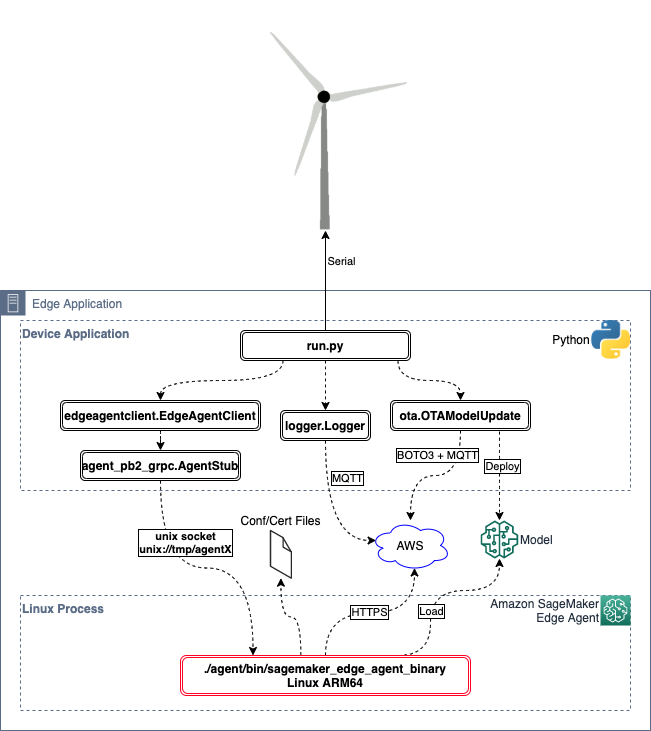 Serial
Edge Application
Device Application
Python
run.py
edgeagentclient.EdgeAgentClient
logger.Logger
ota.OTAModelUpdate
agent_pb2_grpc.AgentStub
BOTO3 + MQTT
Deploy
MQTT
unix socket
unix://tmp/agentX
Conf/Cert Files
AWS
Model
Linux Process
Amazon SageMaker
Edge Agent
HTTPS
Load
./agent/bin/sagemaker_edge_agent_binary
Linux ARM64